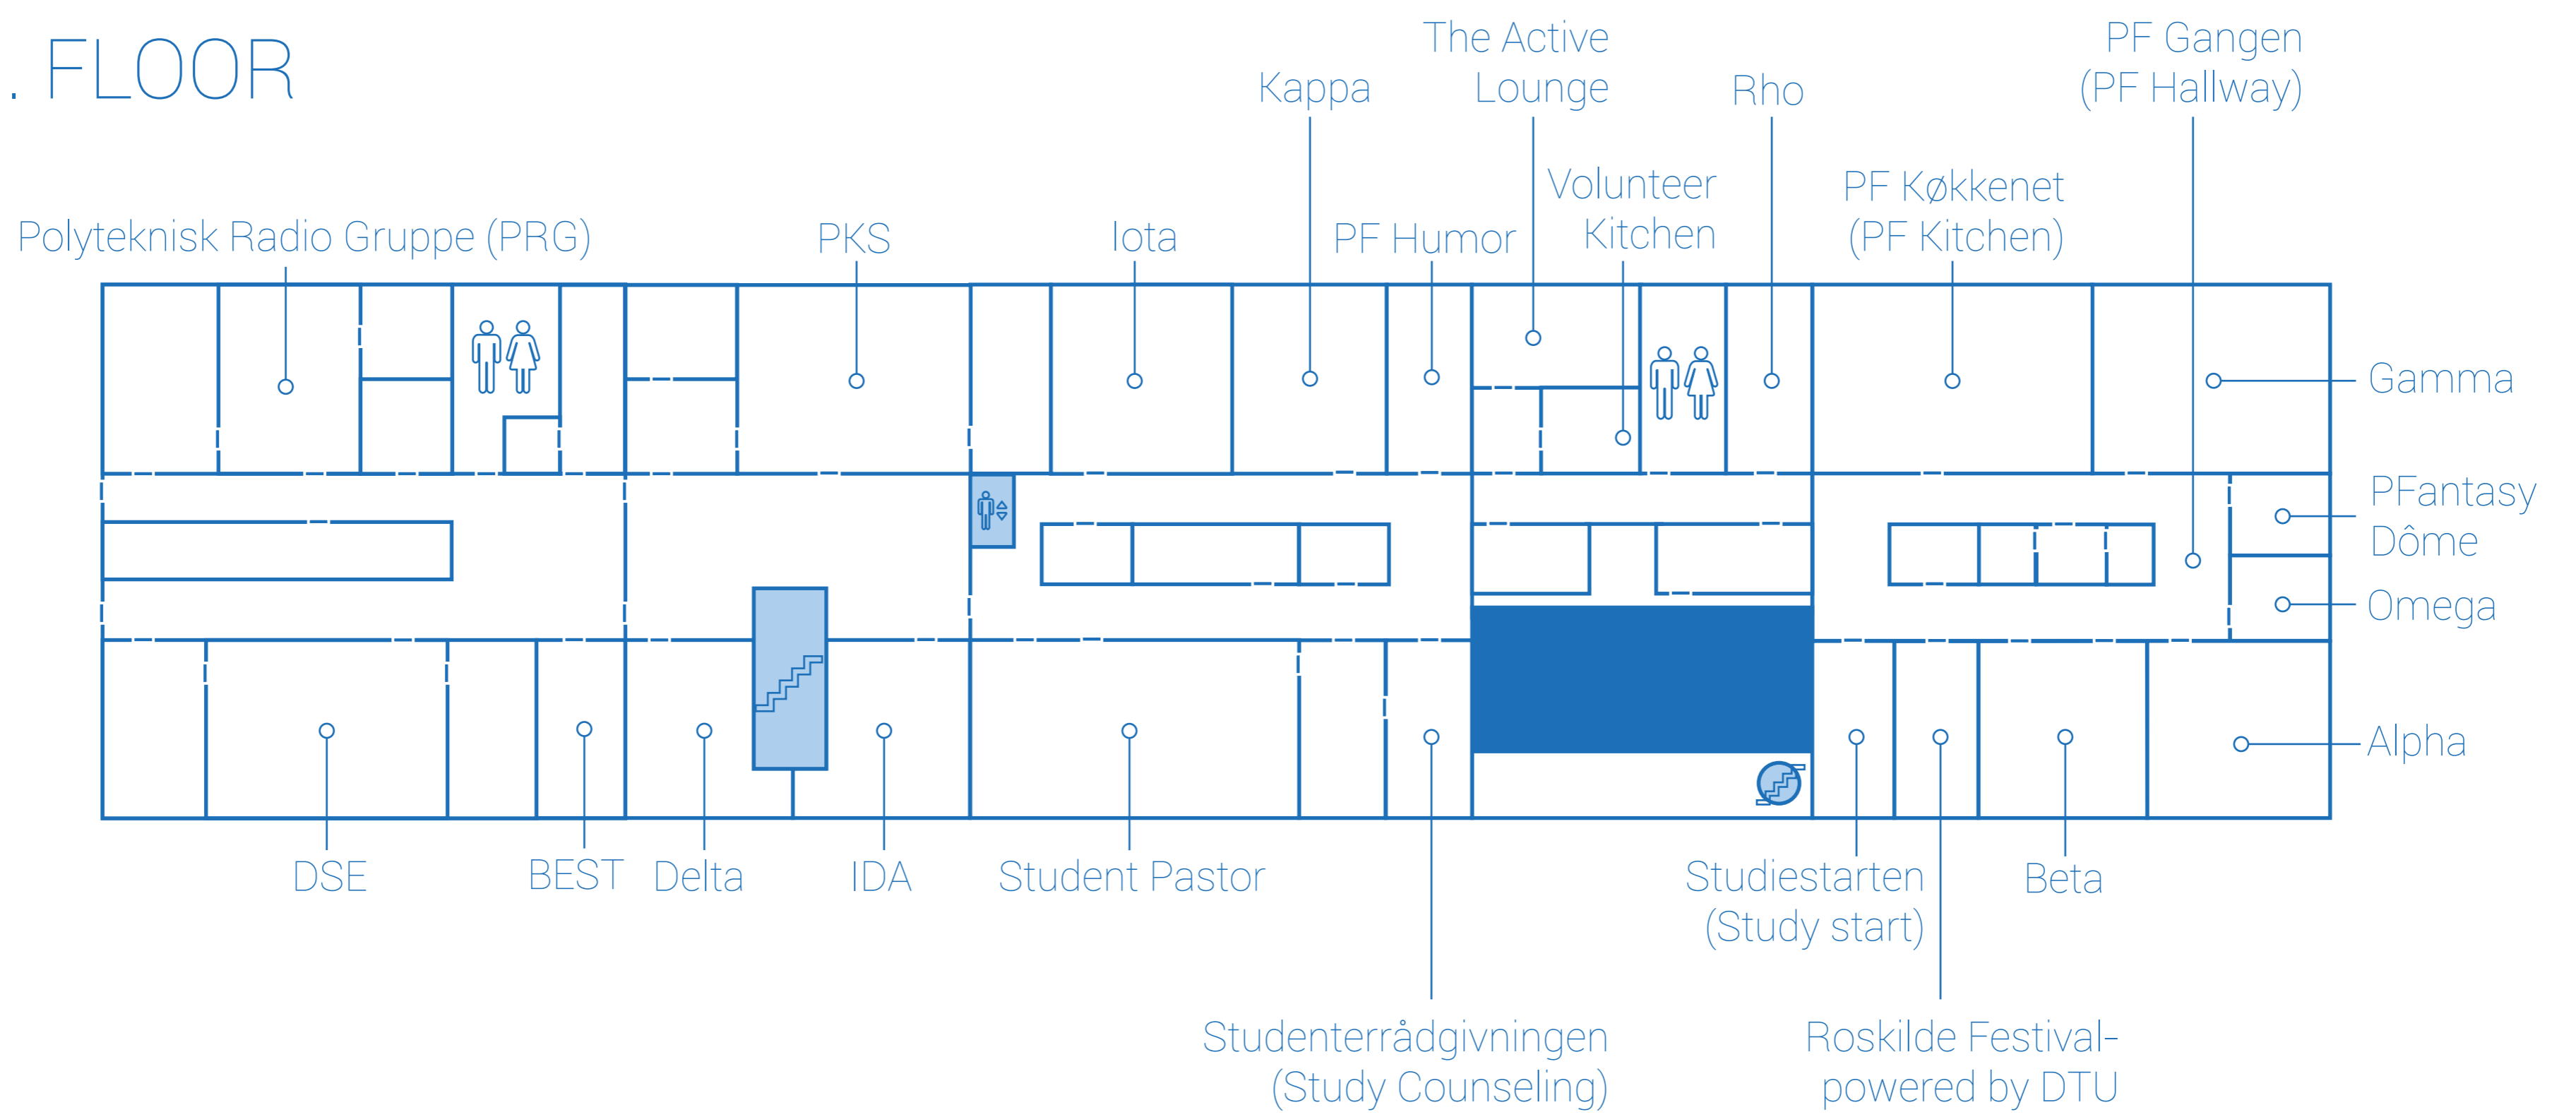 . FLOOR
The Active
Lounge
PF Gangen
(PF Hallway)
Kappa
Rho
Volunteer
Kitchen
PF Køkkenet
(PF Kitchen)
Polyteknisk Radio Gruppe (PRG)
PKS
Iota
PF Humor
Gamma
PFantasy
Dôme
Omega
Alpha
DSE
BEST
Delta
IDA
Student Pastor
Studiestarten
(Study start)
Beta
Studenterrådgivningen
(Study Counseling)
Roskilde Festival-
powered by DTU